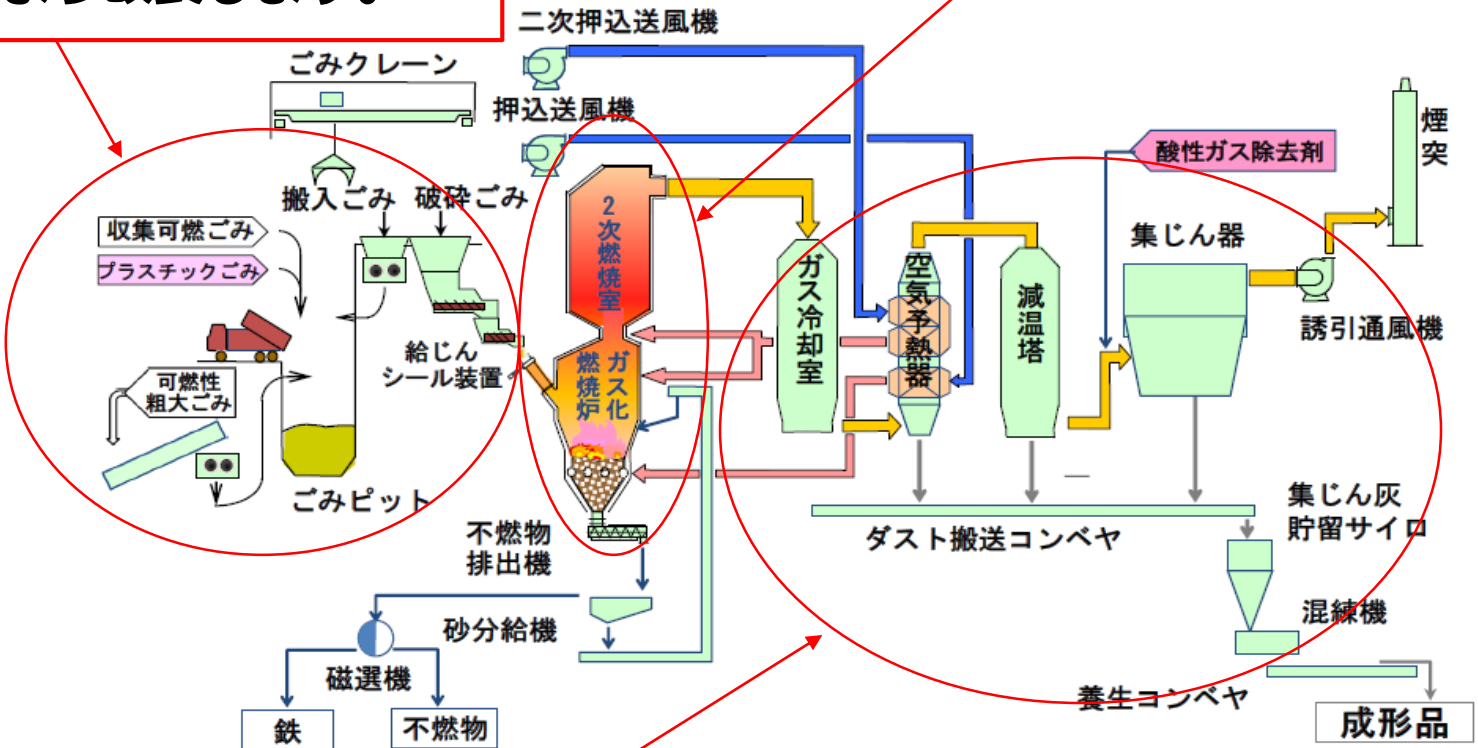 二次押込送風機
ごみクレーン
押込送風機
煙
突
酸性ガス除去剤
搬入ごみ
破砕ごみ
2次燃焼室
収集可燃ごみ
プラスチックごみ
集じん器
ガス冷却室
空気予熱器
減温塔
誘引通風機
給じん
シール装置
ガス化
燃焼炉
可燃性
粗大ごみ
ごみピット
集じん灰
貯留サイロ
不燃物
排出機
ダスト搬送コンベヤ
混練機
砂分給機
磁選機
養生コンベヤ
鉄
不燃物
成形品